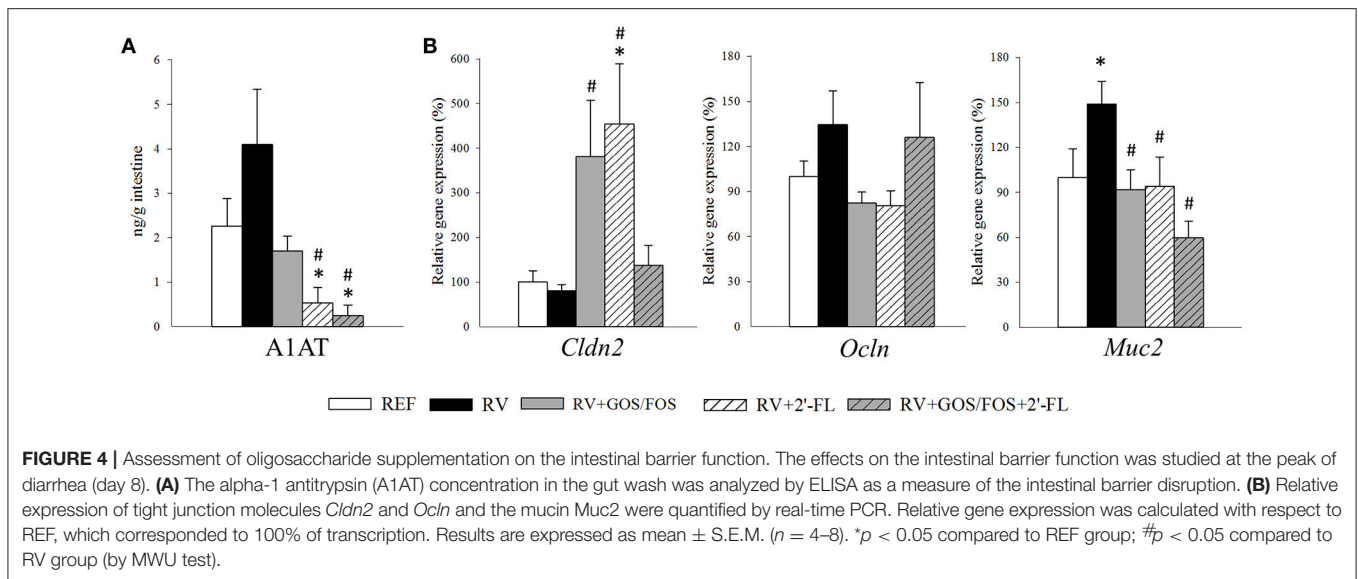 A
6
5
4
3
2
1
0
ng/g intestine
#
*
#
*
A1AT
B
600
500
400
300
200
100
0
Relative gene expression (%)
#
#
*
Cldn2
180
150
120
90
60
30
0
Relative gene expression (%)
Ocln
180
150
120
90
60
30
0
Relative gene expression (%)
*
#
#
#
Muc2
REF RV RV+GOS/FOS RV+2'-FL RV+GOS/FOS+2'-FL
FIGURE 4 | Assessment of oligosaccharide supplementation on the intestinal barrier function. The effects on the intestinal barrier function was studied at the peak of
diarrhea (day 8). (A) The alpha-1 antitrypsin (A1AT) concentration in the gut wash was analyzed by ELISA as a measure of the intestinal barrier disruption. (B) Relative
expression of tight junction molecules Cldn2 and Ocln and the mucin Muc2 were quantified by real-time PCR. Relative gene expression was calculated with respect to
REF, which corresponded to 100% of transcription. Results are expressed as mean ± S.E.M. (n = 4–8). *p < 0.05 compared to REF group; #p < 0.05 compared to
RV group (by MWU test).